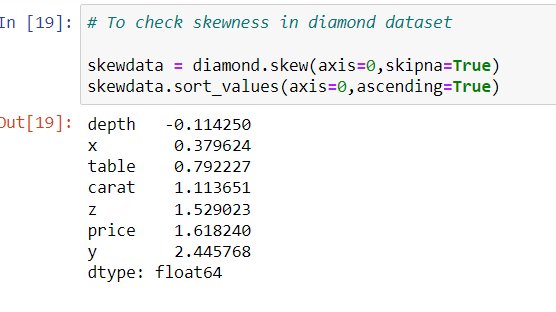 In [19]: # To check skewness in diamond dataset
skewdata = diamond.skew(axis=0,skipna=True)
skewdata.sort_values(axis=0,ascending=True)
Out[19]: depth   -0.114250
x        0.379624
table    0.792227
carat    1.113651
z        1.529023
price    1.618240
y        2.445768
dtype: float64